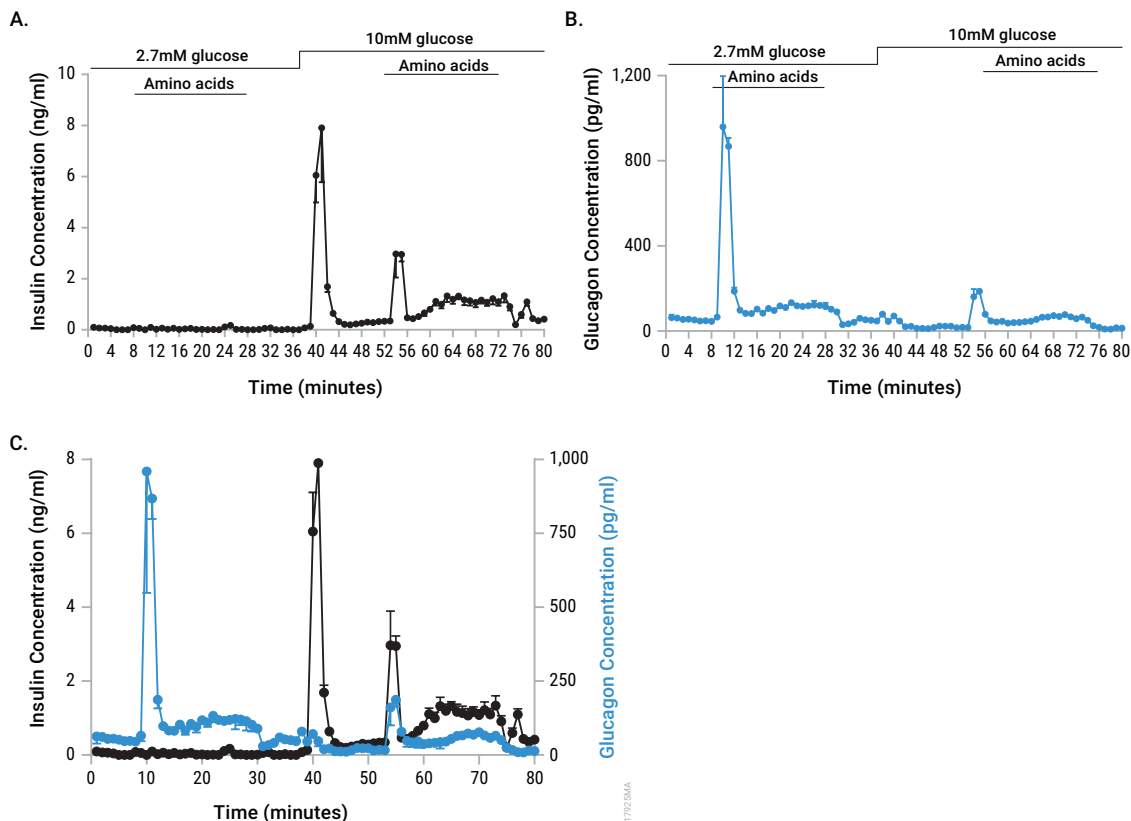 A.
2.7mM glucose
10mM glucose
Amino acids
Amino acids
Insulin Concentration (ng/ml)
10
8
6
4
2
0
0 4 8 12 16 20 24 28 32 36 40 44 48 52 56 60 64 68 72 76 80
Time (minutes)
B.
2.7mM glucose
10mM glucose
Amino acids
Amino acids
Glucagon Concentration (pg/ml)
1,200
800
400
0
0 4 8 12 16 20 24 28 32 36 40 44 48 52 56 60 64 68 72 76 80
Time (minutes)
C.
Insulin Concentration (ng/ml)
8
6
4
2
0
1,000
750
500
250
0
Glucagon Concentration (pg/ml)
0 10 20 30 40 50 60 70 80
Time (minutes)
17925MA